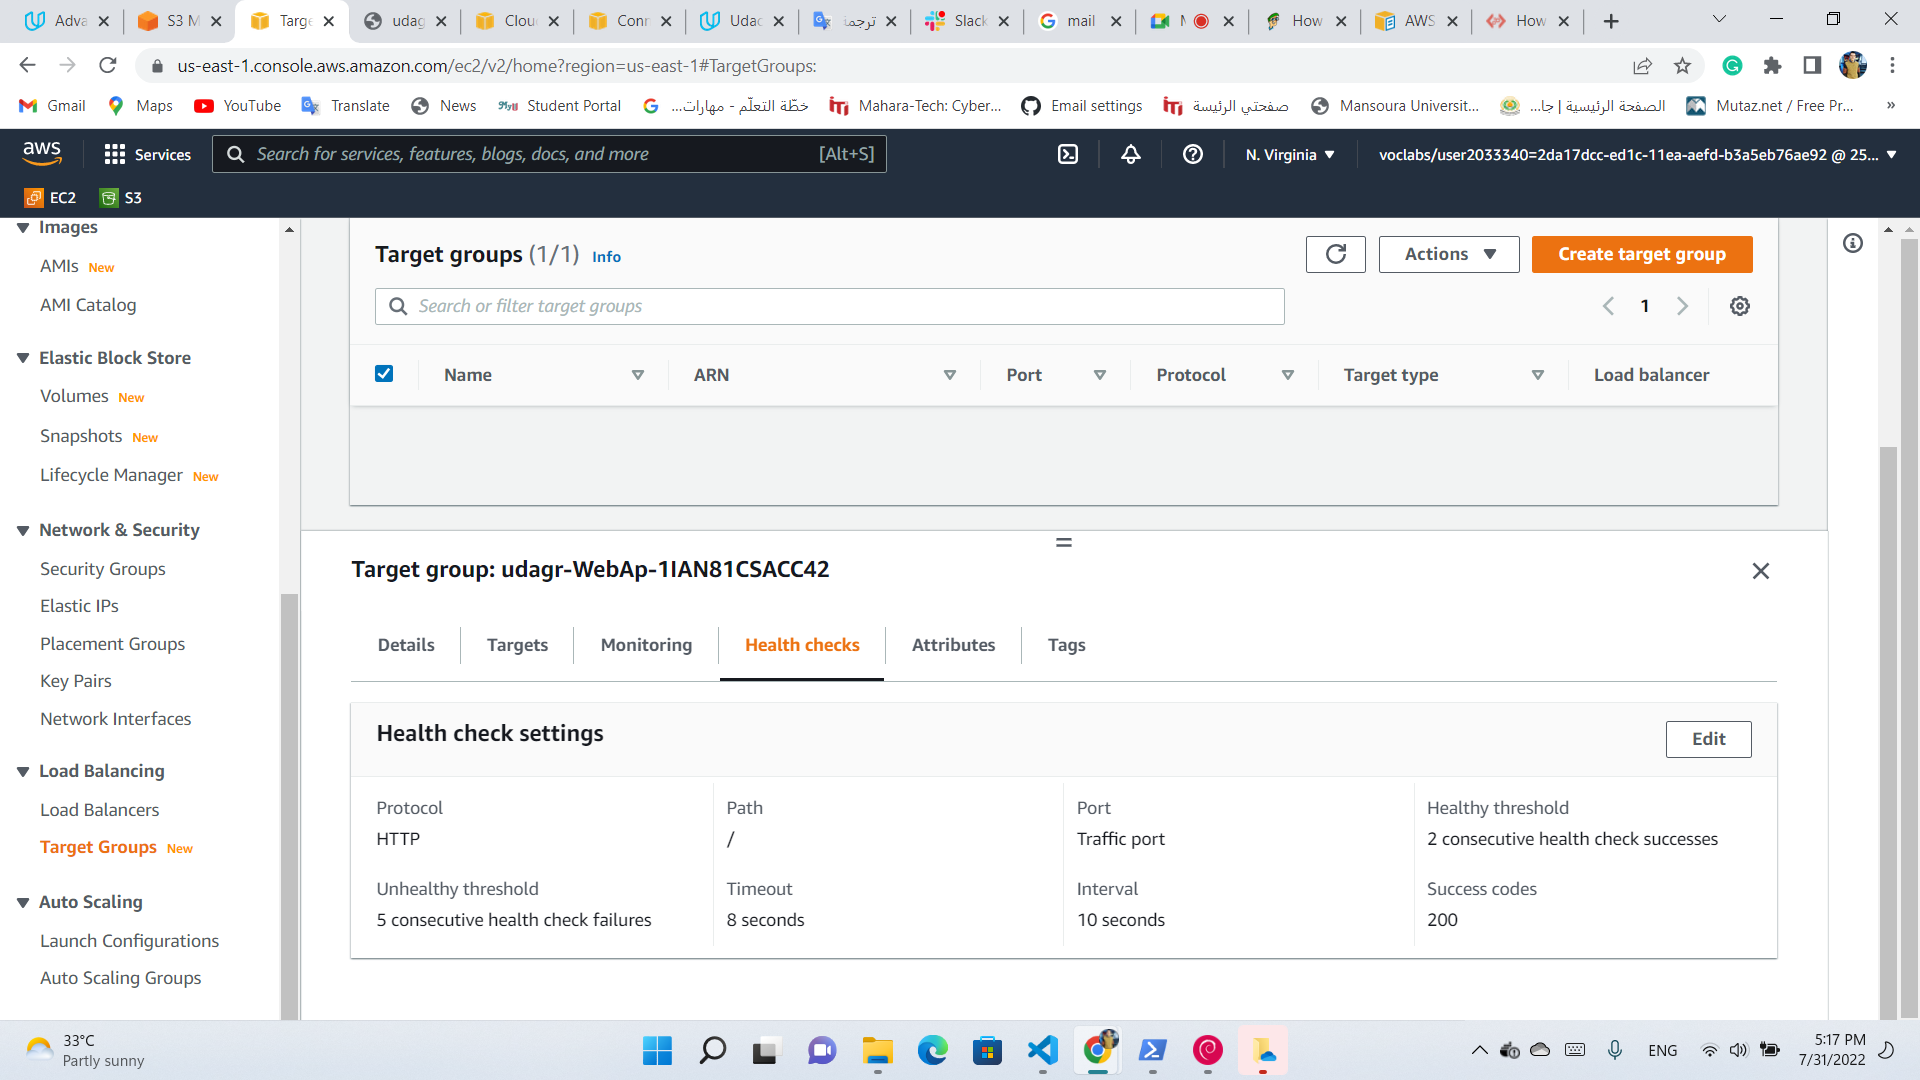 Adva
S3 M
Targe
udag
Clou
Conn
Udac
ترجمة
Slack
mail
How
AWS
How
us-east-1.console.aws.amazon.com/ec2/v2/home?region=us-east-1#TargetGroups:
Gmail
Maps
YouTube
Translate
News
Student Portal
خطّة التعلّم - مهارات...
Mahara-Tech: Cyber...
Email settings
صفحتي الرئيسة
Mansoura Universit...
الصفحة الرئيسية | جا...
Mutaz.net / Free Pr...
»
aws
Services
Search for services, features, blogs, docs, and more
[Alt+S]
N. Virginia
voclabs/user2033340=2da17dcc-ed1c-11ea-aefd-b3a5eb76ae92 @ 25...
EC2
S3
Images
AMIs New
AMI Catalog
Elastic Block Store
Volumes New
Snapshots New
Lifecycle Manager New
Network & Security
Security Groups
Elastic IPs
Placement Groups
Key Pairs
Network Interfaces
Load Balancing
Load Balancers
Target Groups New
Auto Scaling
Launch Configurations
Auto Scaling Groups
Target groups (1/1) Info
Actions
Create target group
Search or filter target groups
1
Name
ARN
Port
Protocol
Target type
Load balancer
Target group: udagr-WebAp-1IAN81CSACC42
Details
Targets
Monitoring
Health checks
Attributes
Tags
Health check settings
Edit
Protocol
HTTP
Path
/
Port
Traffic port
Healthy threshold
2 consecutive health check successes
Unhealthy threshold
5 consecutive health check failures
Timeout
8 seconds
Interval
10 seconds
Success codes
200
33°C
Partly sunny
ENG
5:17 PM
7/31/2022